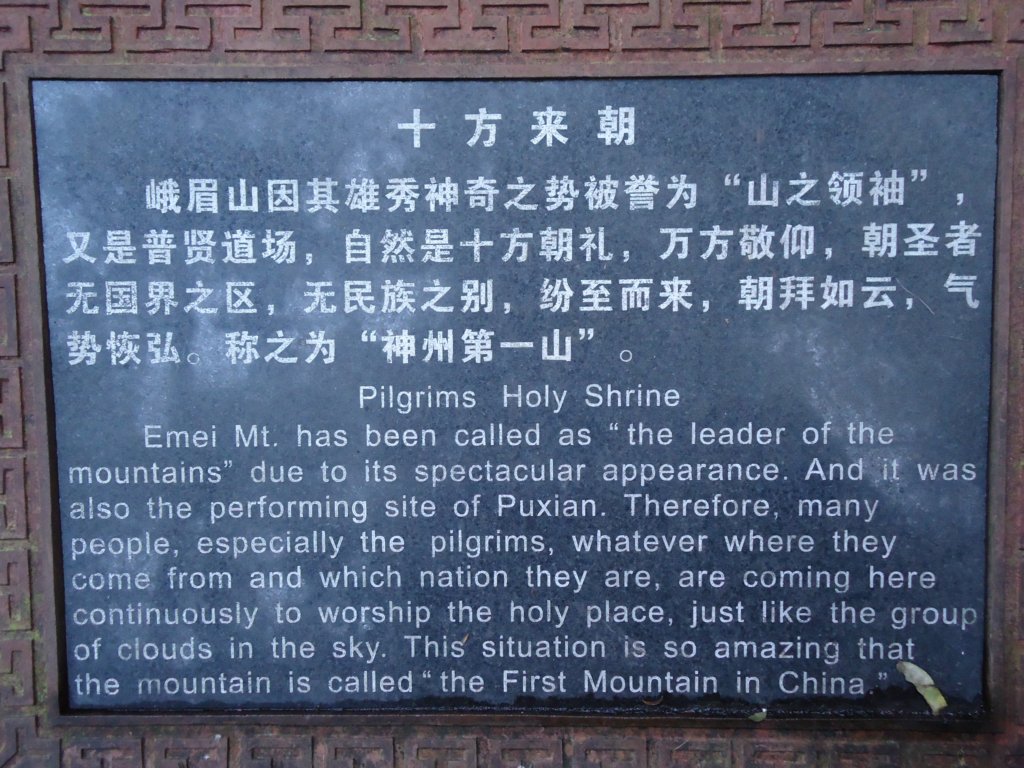 十方来朝
峨眉山因其雄秀神奇之势被誉为“山之领袖”，
又是普贤道场，自然是十方朝礼，万方敬仰，朝圣者
无国界之区，无民族之别，纷至而来，朝拜如云，气
势恢弘。称之为“神州第一山”。
Pilgrims Holy Shrine
Emei Mt. has been called as “the leader of the
mountains” due to its spectacular appearance. And it was
also the performing site of Puxian. Therefore, many
people, especially the pilgrims, whatever where they
come from and which nation they are, are coming here
continuously to worship the holy place, just like the group
of clouds in the sky. This situation is so amazing that
the mountain is called “the First Mountain in China.”